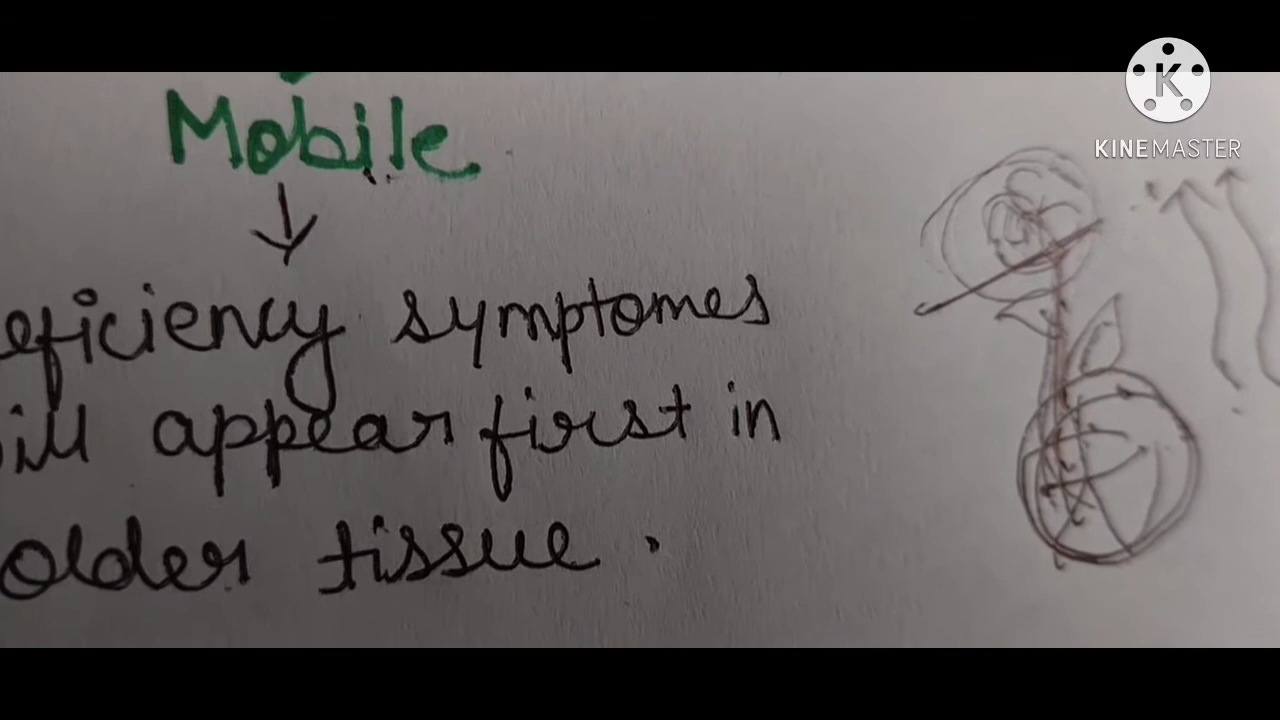 Mobile
eficiency symptomes
ill appear first in
older tissue .
K
KINEMASTER